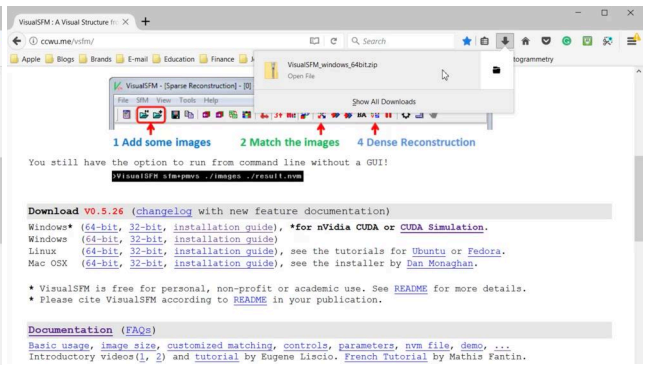 VisualSFM : A Visual Structure fro
ccwu.me/vsfm/
Search
Apple Blogs Brands E-mail Education Finance
togrammetry
VisualSFM_windows_64bit.zip
Open File
Show All Downloads
VisualSFM - [Sparse Reconstruction] - [0]
File SfM View Tools Help
1 Add some images 2 Match the images 4 Dense Reconstruction
You still have the option to run from command line without a GUI!
>VisualSFM sfm+pmvs ./images ./result.nvm
Download V0.5.26 (changelog with new feature documentation)
Windows* (64-bit, 32-bit, installation guide), *for nVidia CUDA or CUDA Simulation.
Windows (64-bit, 32-bit, installation guide)
Linux (64-bit, 32-bit, installation guide), see the tutorials for Ubuntu or Fedora.
Mac OSX (64-bit, 32-bit, installation guide), see the installer by Dan Monaghan.
* VisualSFM is free for personal, non-profit or academic use. See README for more details.
* Please cite VisualSFM according to README in your publication.
Documentation (FAQs)
Basic usage, image size, customized matching, controls, parameters, nvm file, demo, ...
Introductory videos(1, 2) and tutorial by Eugene Liscio. French Tutorial by Mathis Fantin.